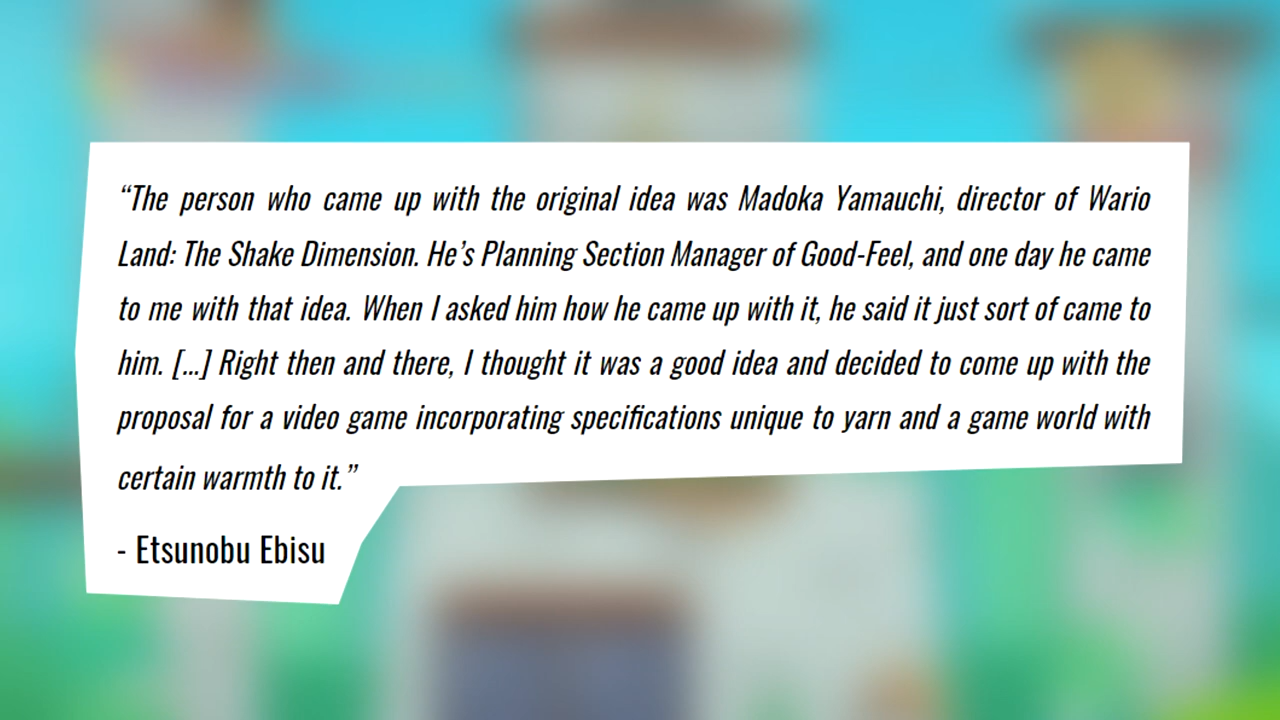 “The person who came up with the original idea was Madoka Yamauchi, director of Wario
Land: The Shake Dimension. He’s Planning Section Manager of Good-Feel, and one day he came
to me with that idea. When I asked him how he came up with it, he said it just sort of came to
him. [...] Right then and there, I thought it was a good idea and decided to come up with the
proposal for a video game incorporating specifications unique to yarn and a game world with
certain warmth to it.”
- Etsunobu Ebisu